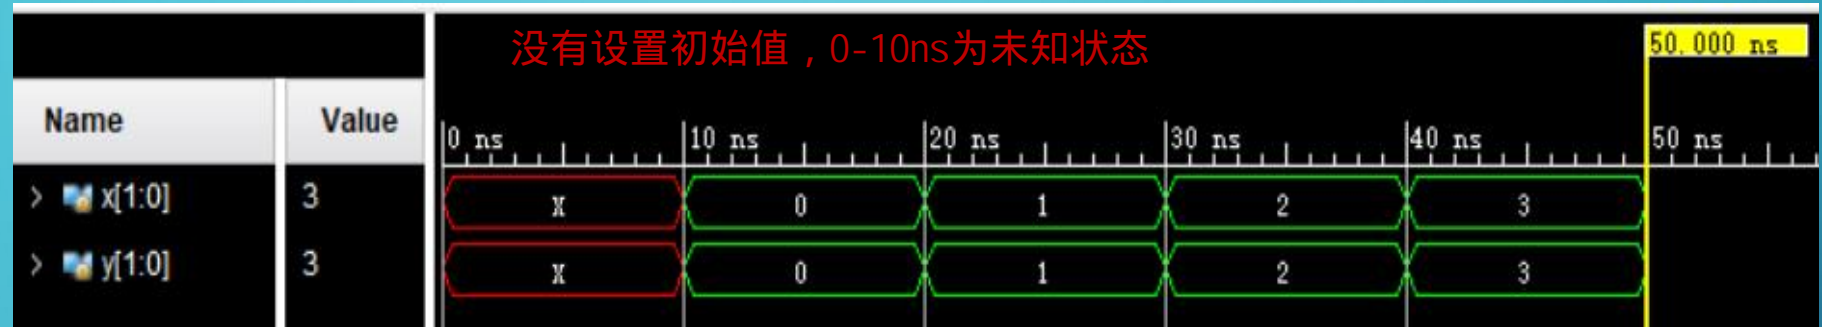 没有设置初始值，0-10ns为未知状态
50.000 ns
Name Value
0 ns 10 ns 20 ns 30 ns 40 ns 50 ns
x[1:0] 3 X 0 1 2 3
y[1:0] 3 X 0 1 2 3